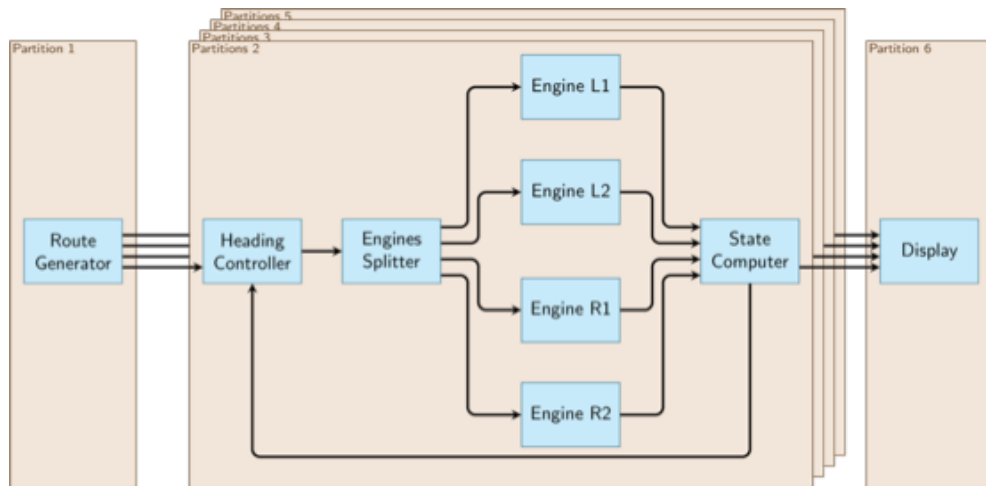 Partitions 5
Partitions 4
Partitions 3
Partition 1
Partitions 2
Partition 6
Engine L1
Engine L2
Route
Generator
Heading
Controller
Engines
Splitter
State
Computer
Display
Engine R1
Engine R2